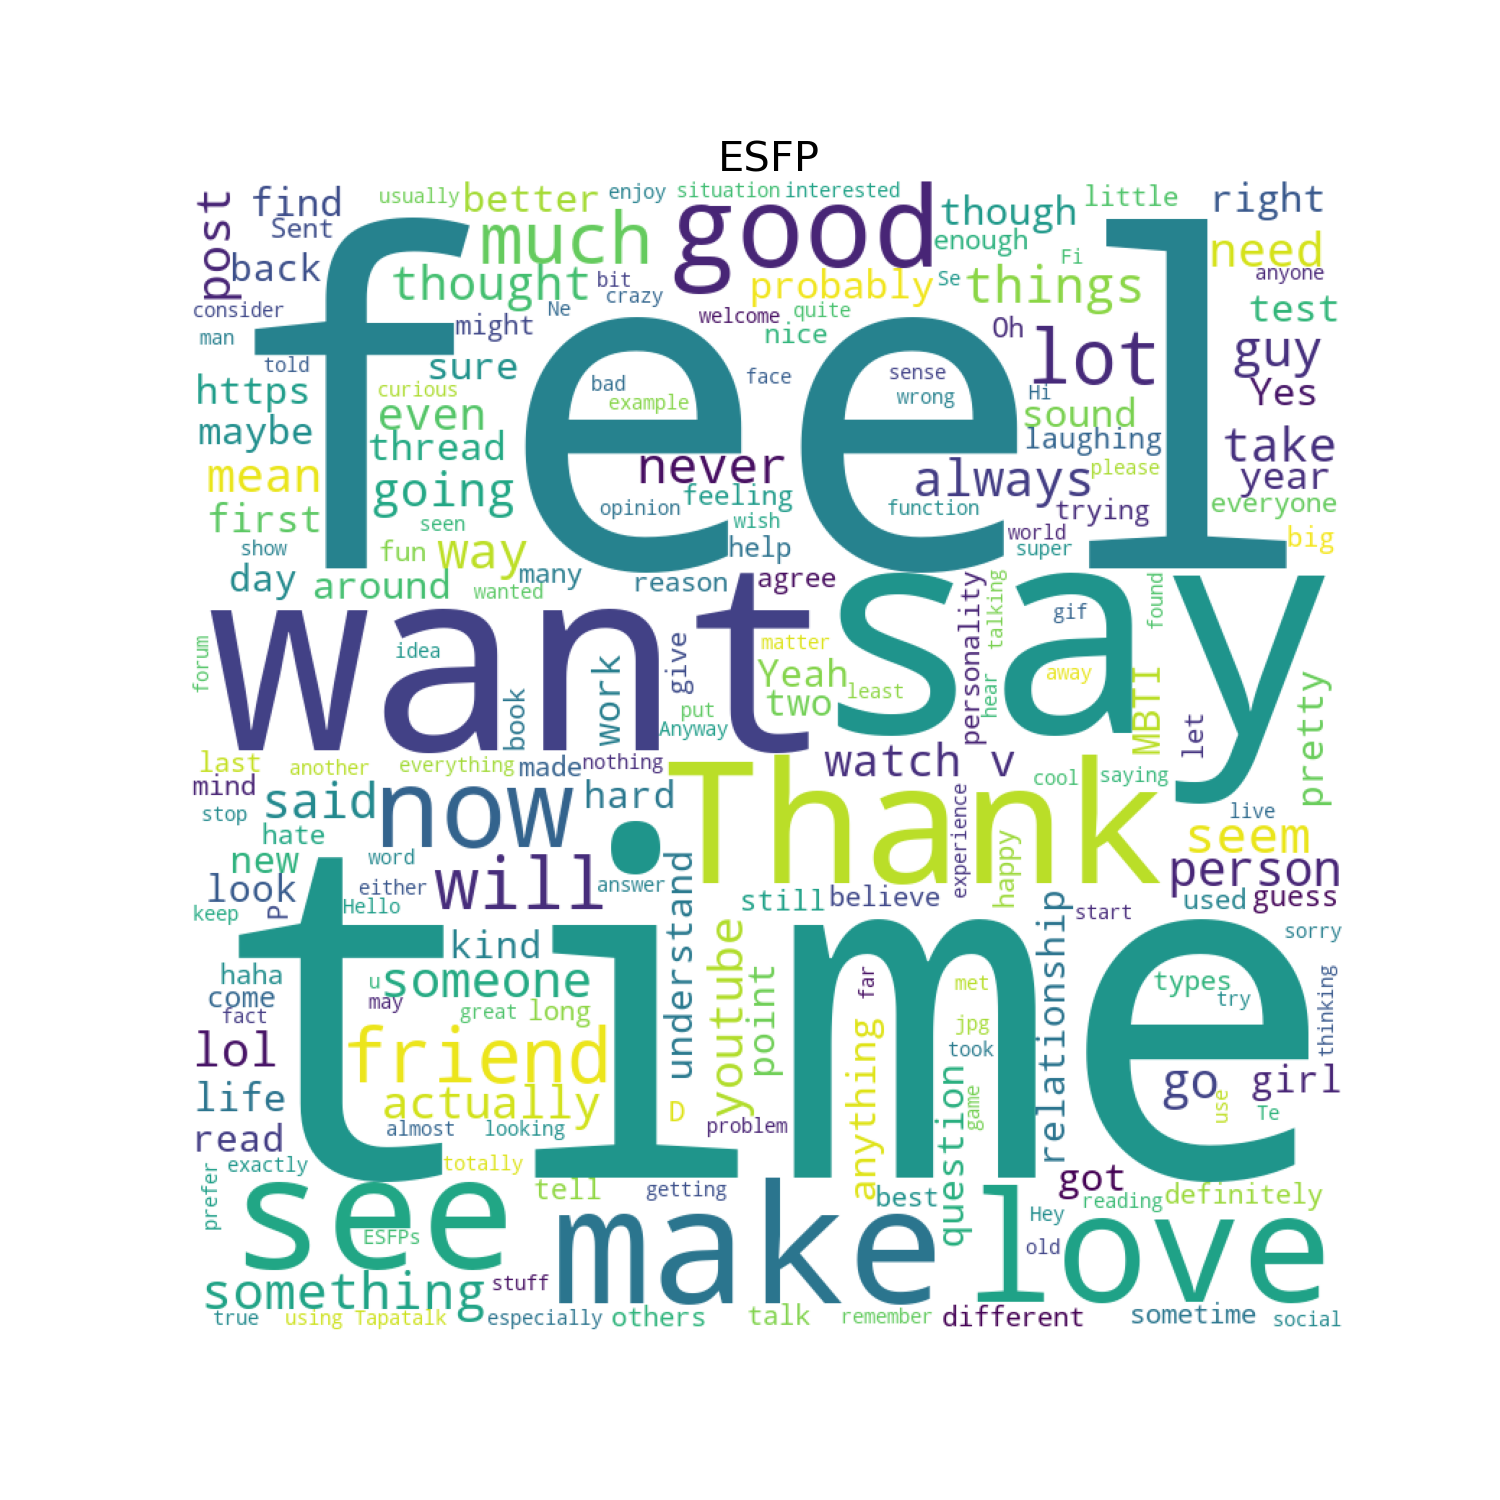 ESFP
post
find
usually
better
enjoy
situation
interested
though
little
right
Sent
much
good
enough
need
back
thought
bit
crazy
probably
Se
things
Fi
anyone
consider
feel
might
Ne
welcome
quite
nice
Oh
lot
test
man
told
sure
face
sense
Hi
guy
https
curious
bad
example
wrong
Yes
maybe
even
thread
sound
laughing
take
mean
going
never
always
please
year
first
seen
opinion
feeling
wish
function
trying
everyone
show
fun
way
help
world
super
big
day
around
many
wanted
reason
agree
want
say
personality
talking
gif
found
forum
idea
book
work
give
matter
Yeah
two
least
hear
away
MBTI
let
pretty
put
Anyway
last
another
everything
made
nothing
watch v
cool
saying
mind
said
now
hard
Thank
experience
live
stop
hate
new
word
happy
seem
look
either
will
answer
understand
still
believe
person
keep
P
Hello
time
start
used
guess
kind
youtube
relationship
sorry
haha
u
someone
point
far
met
types
try
thinking
come
fact
may
great
long
jpg
took
lol
friend
anything
question
game
go
girl
life
actually
D
use
Te
read
almost
looking
problem
prefer
exactly
totally
tell
getting
best
got
reading
definitely
see
ESFPs
make
love
Hey
old
something
stuff
true
using Tapatalk
especially
others
talk
remember
different
sometime
social